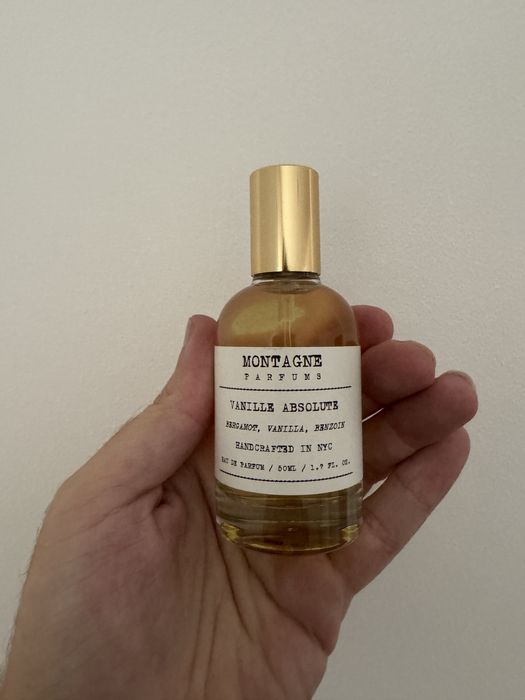 MONTAGNE
PARFUMS
VANILLE ABSOLUTE
BERGAMOT, VANILLA, BENZOIN
HANDCRAFTED IN NYC
EAU DE PARFUM / 50ML / 1.7 FL. OZ.